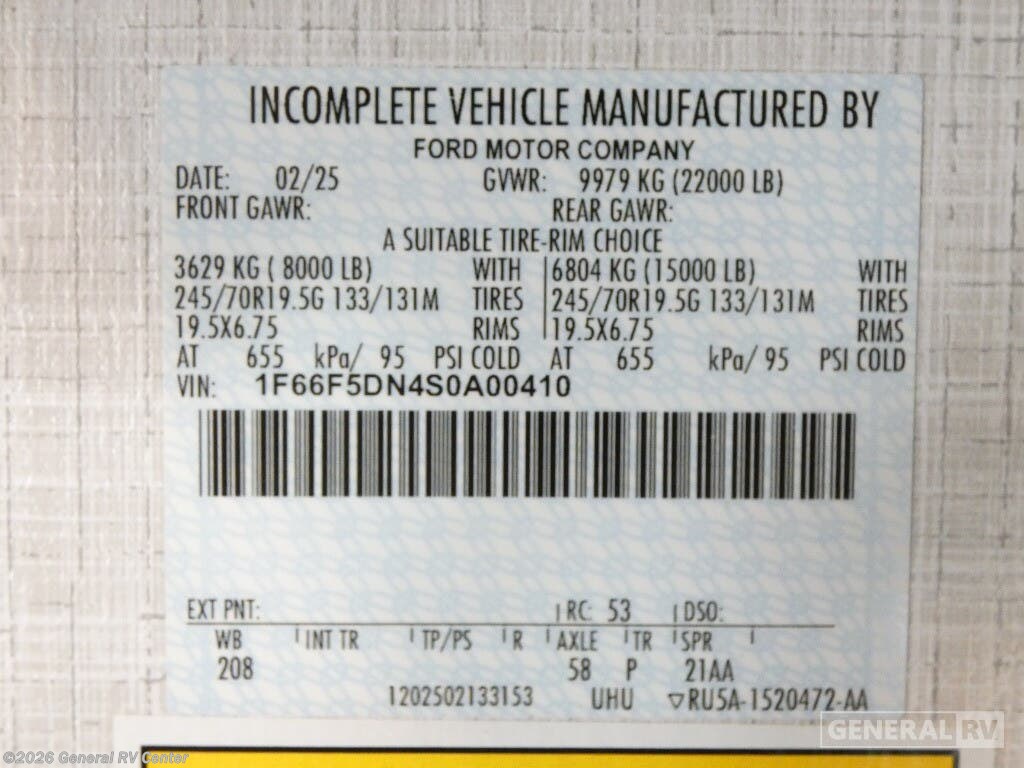 INCOMPLETE VEHICLE MANUFACTURED BY
FORD MOTOR COMPANY
DATE: 02/25 GVWR: 9979 KG (22000 LB)
FRONT GAWR: REAR GAWR:
A SUITABLE TIRE-RIM CHOICE
3629 KG ( 8000 LB) WITH 6804 KG (15000 LB) WITH
245/70R19.5G 133/131M TIRES 245/70R19.5G 133/131M TIRES
19.5X6.75 RIMS 19.5X6.75 RIMS
AT 655 kPa/ 95 PSI COLD AT 655 kPa/ 95 PSI COLD
VIN: 1F66F5DN4S0A00410
EXT PNT: RC: 53 DSO:
WB INT TR TP/PS R AXLE TR SPR
208 58 P 21AA
1202502133153 UHU ▽RU5A-1520472-AA
GENERAL RV
©2026 General RV Center